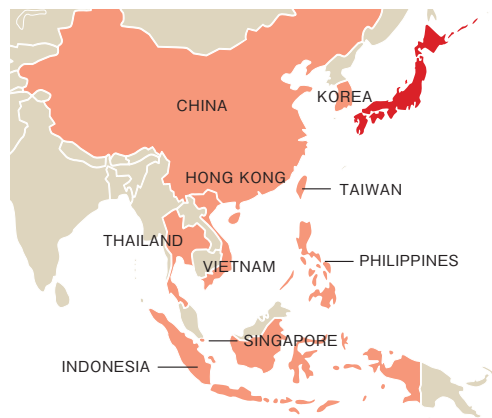 KOREA
CHINA
HONG KONG
TAIWAN
THAILAND
PHILIPPINES
VIETNAM
SINGAPORE
INDONESIA